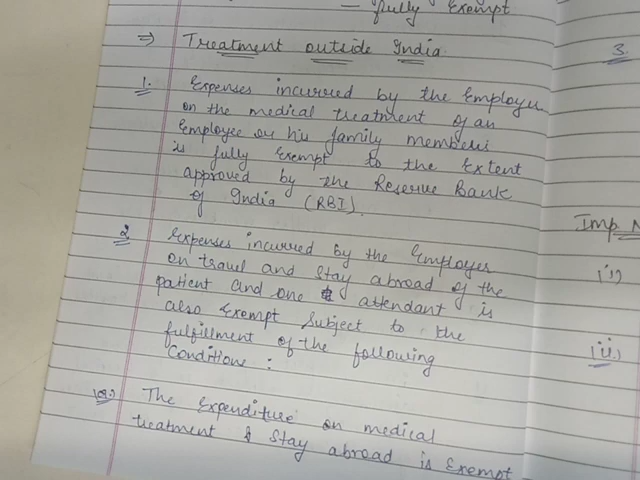 — fully Exempt
⇒ Treatment outside India
1. Expenses incurred by the Employer
on the medical treatment of an
Employee or his family members
is fully Exempt to the Extent
approved by the Reserve Bank
of India (RBI).
2. Expenses incurred by the Employer
on travel and stay abroad of the
patient and one attendant is
also Exempt subject to the
fulfillment of the following
Conditions :
(a.) The Expenditure on medical
treatment & stay abroad is Exempt
3.
Imp N
(i)
(ii.)